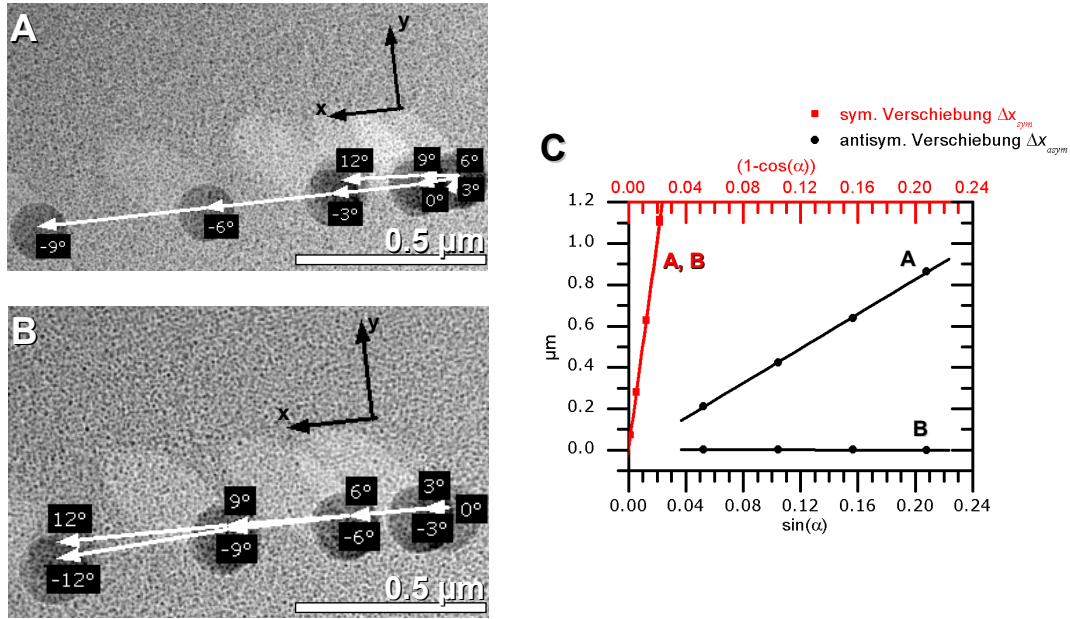 A
y
x
12° 9° 6°
-3° 0° 3°
-6°
-9°
0.5 µm
B
y
x
12° 9° 6° 3° 0°
-12° -9° -6° -3°
0.5 µm
C
sym. Verschiebung Δx_sym
antisym. Verschiebung Δx_asym
(1-cos(α))
0.00 0.04 0.08 0.12 0.16 0.20 0.24
1.2
1.0
0.8
0.6
0.4
0.2
0.0
µm
A, B
A
B
0.00 0.04 0.08 0.12 0.16 0.20 0.24
sin(α)